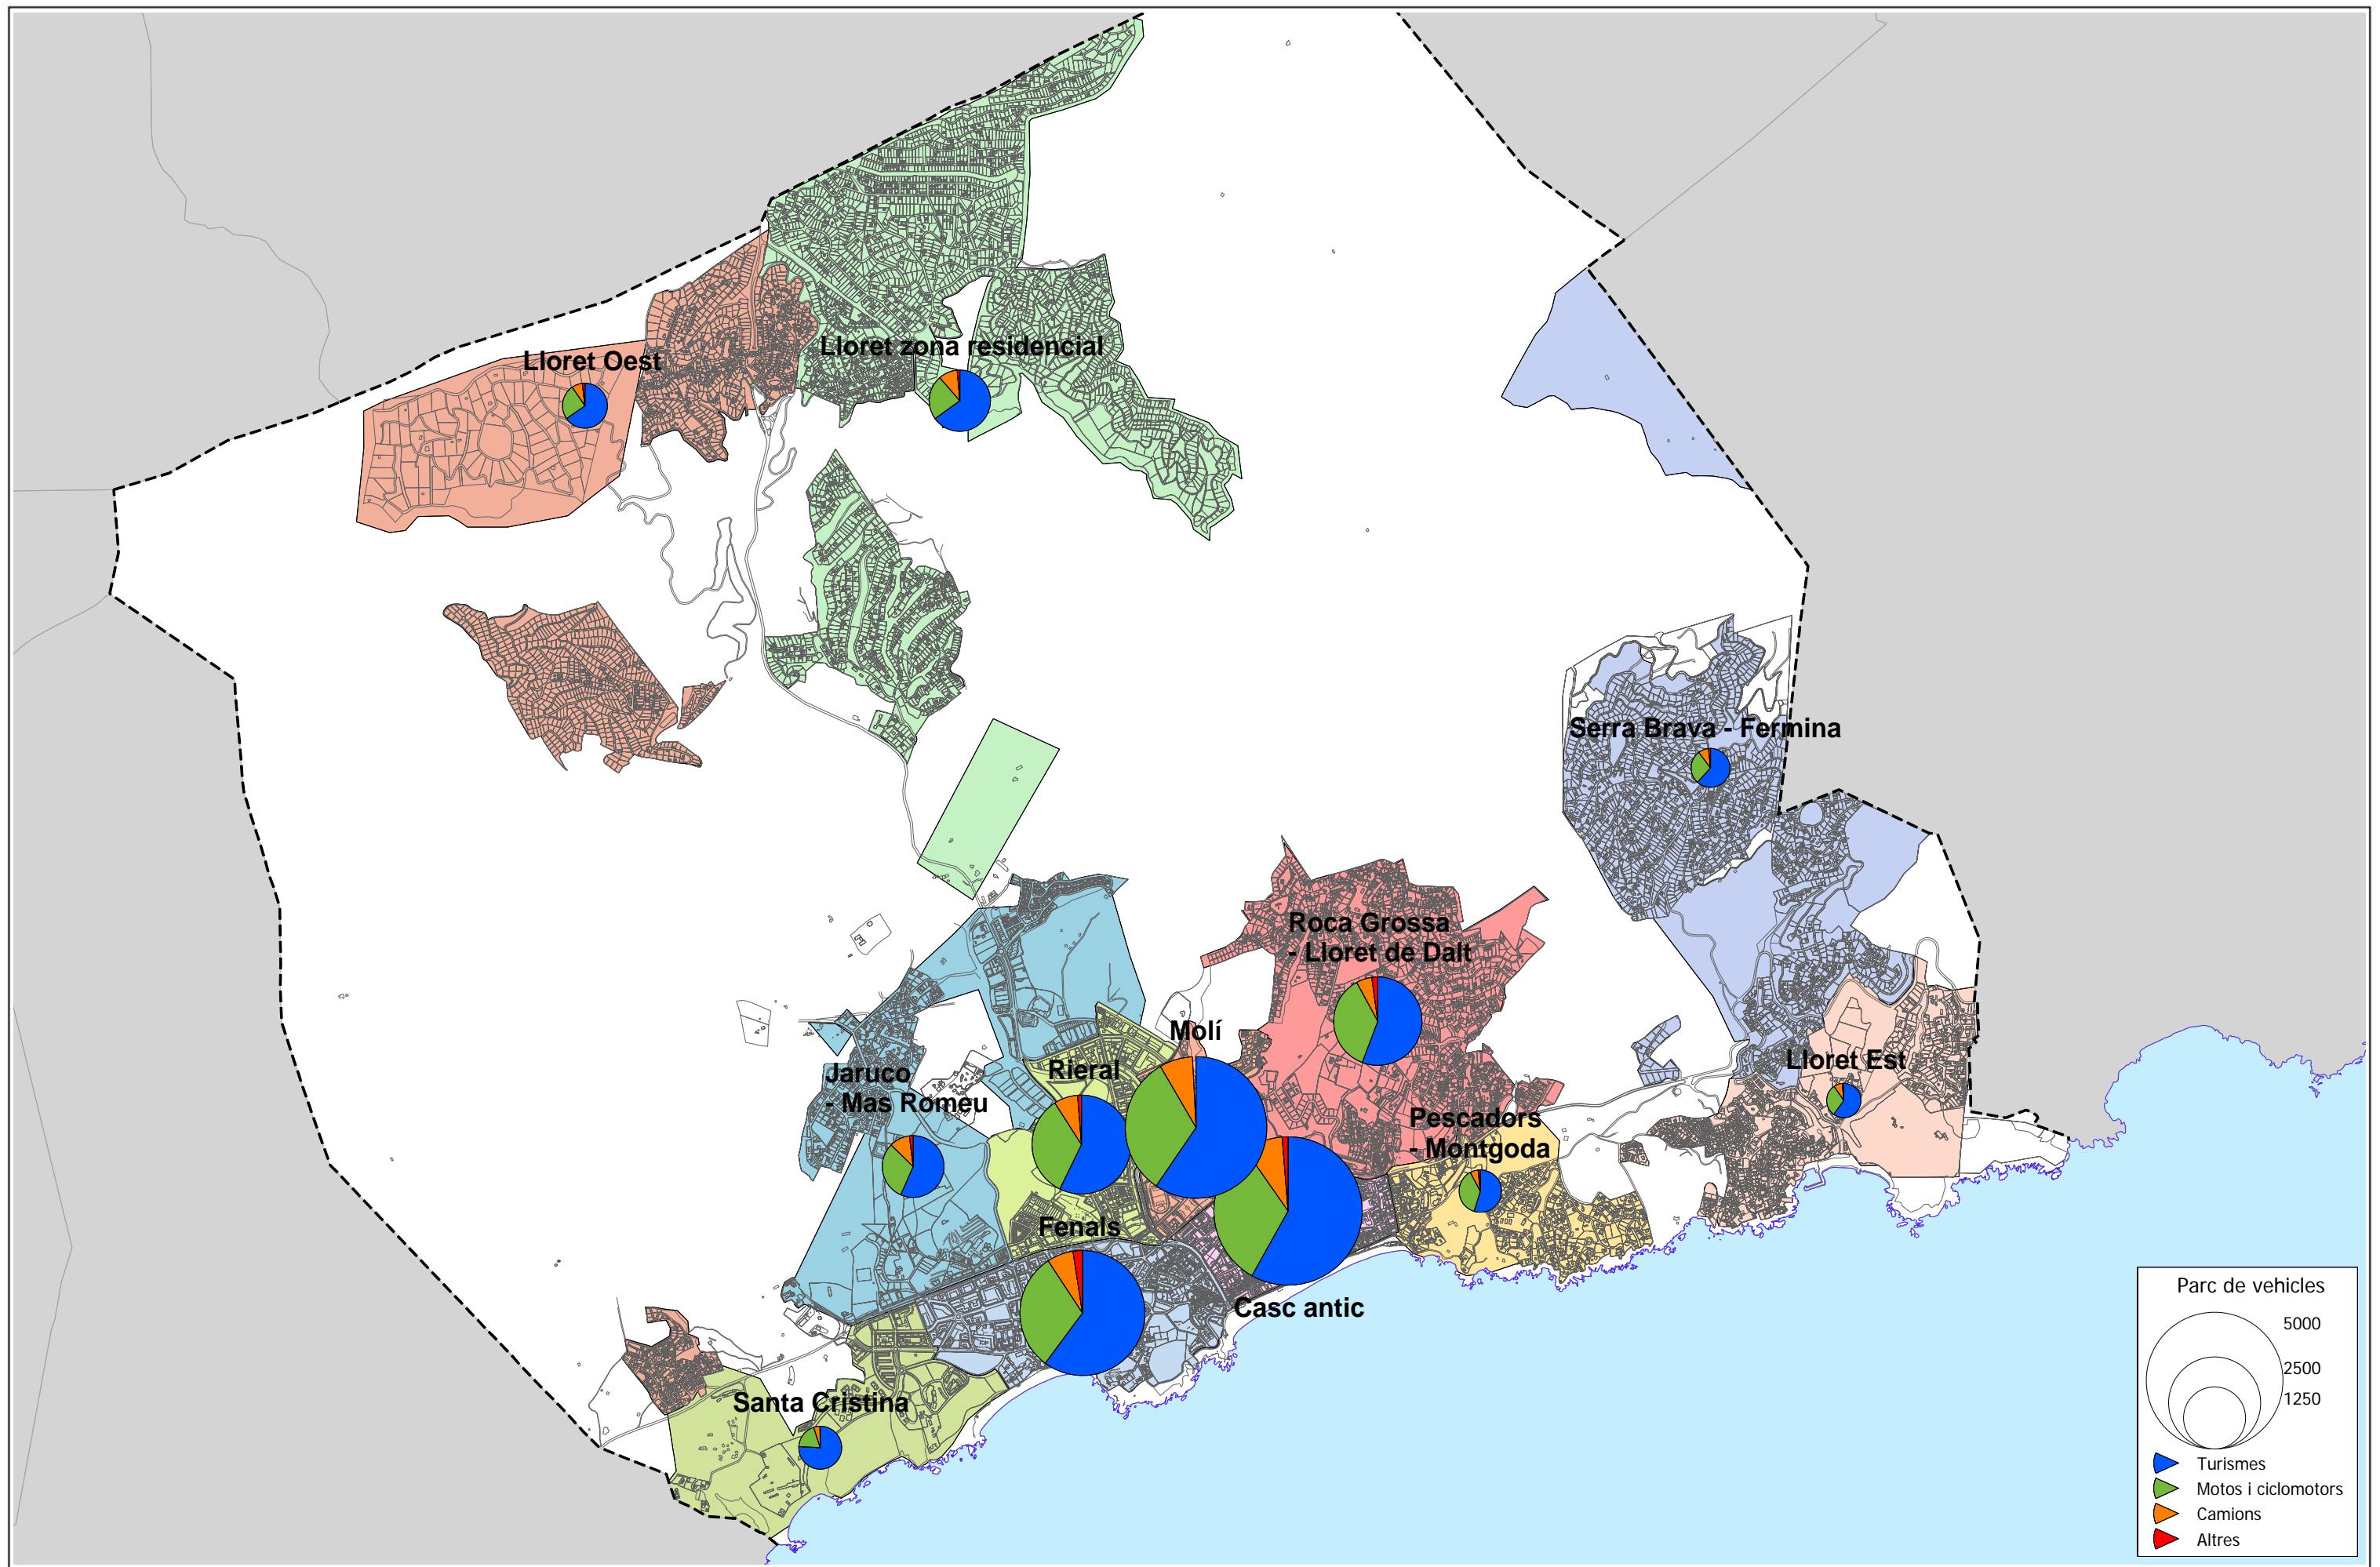 Lloret Oest
Lloret zona residencial
Serra Brava - Fermina
Roca Grossa
- Lloret de Dalt
Molí
Rieral
Jaruco
- Mas Romeu
Lloret Est
Pescadors
- Montgoda
Fenals
Casc antic
Santa Cristina
Parc de vehicles
5000
2500
1250
Turismes
Motos i ciclomotors
Camions
Altres